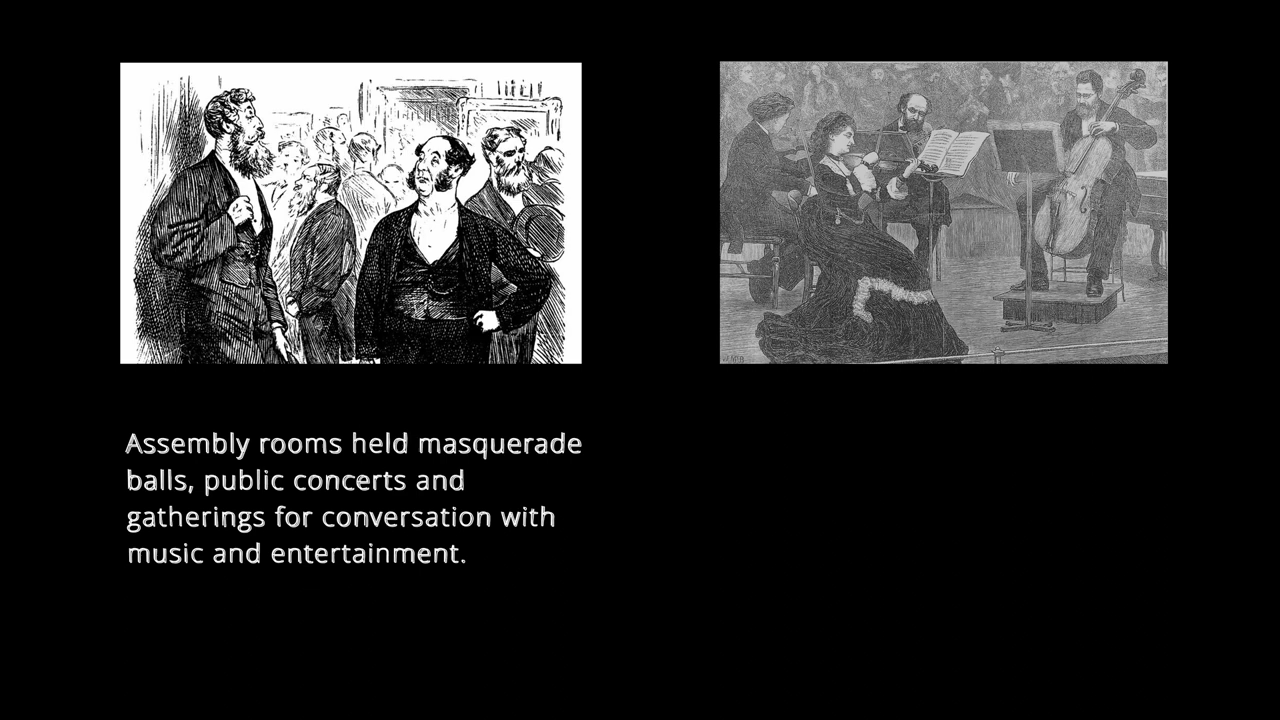 Assembly rooms held masquerade
balls, public concerts and
gatherings for conversation with
music and entertainment.